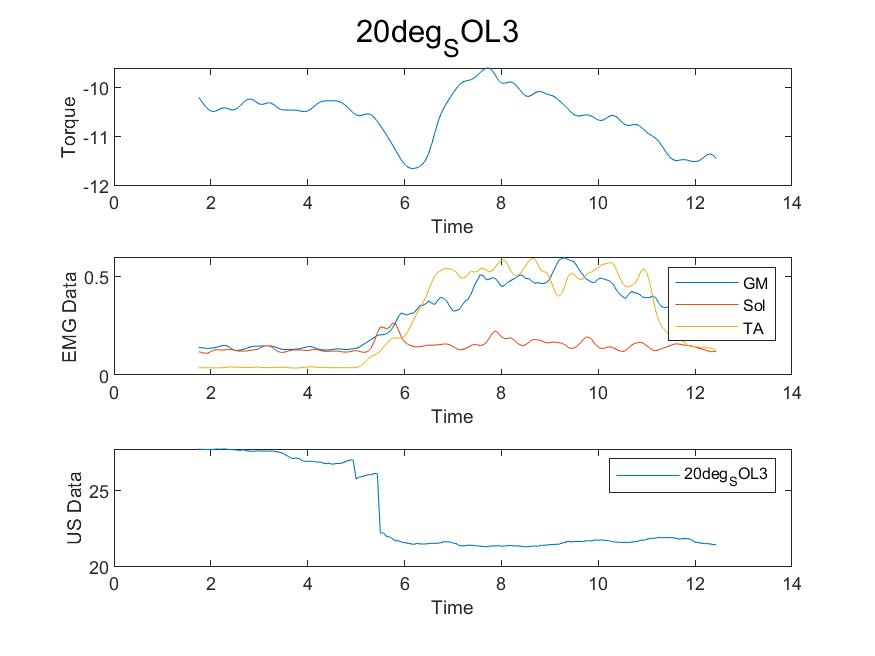 20deg_SOL3
-10
-11
-12
Torque
0 2 4 6 8 10 12 14
Time
0.5
0
EMG Data
GM
Sol
TA
0 2 4 6 8 10 12 14
Time
25
20
US Data
20deg_SOL3
0 2 4 6 8 10 12 14
Time